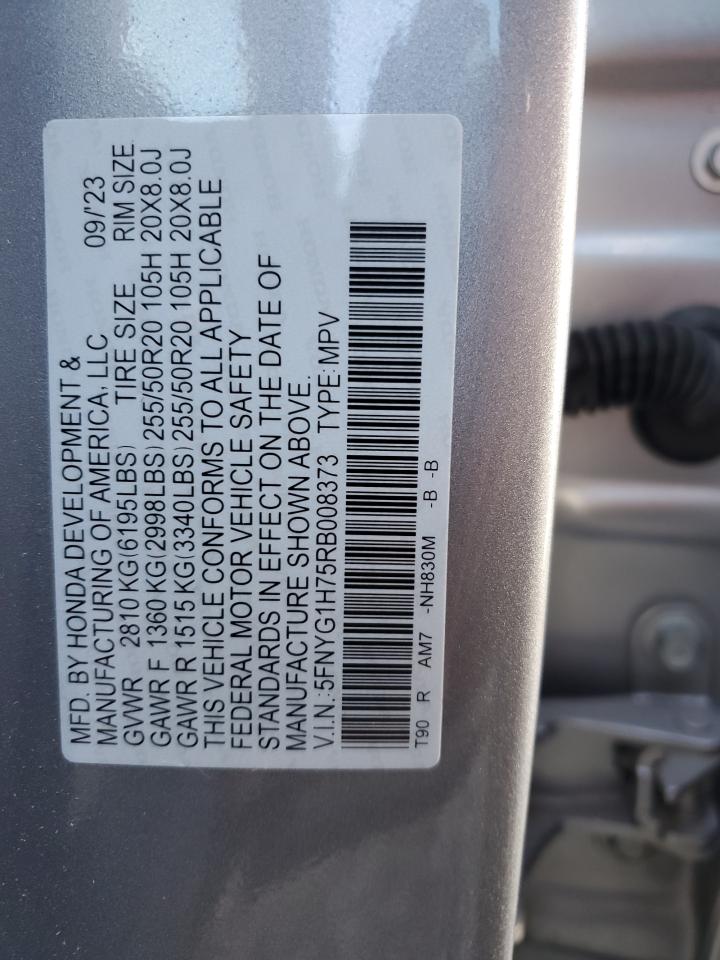 MFD. BY HONDA DEVELOPMENT &
MANUFACTURING OF AMERICA, LLC 09/'23
GVWR 2810 KG(6195LBS) TIRE SIZE RIM SIZE
GAWR F 1360 KG(2998LBS) 255/50R20 105H 20X8.0J
GAWR R 1515 KG(3340LBS) 255/50R20 105H 20X8.0J
THIS VEHICLE CONFORMS TO ALL APPLICABLE
FEDERAL MOTOR VEHICLE SAFETY
STANDARDS IN EFFECT ON THE DATE OF
MANUFACTURE SHOWN ABOVE.
V.I.N.:5FNYG1H75RB008373 TYPE:MPV
T90 R AM7 -NH830M -B -B